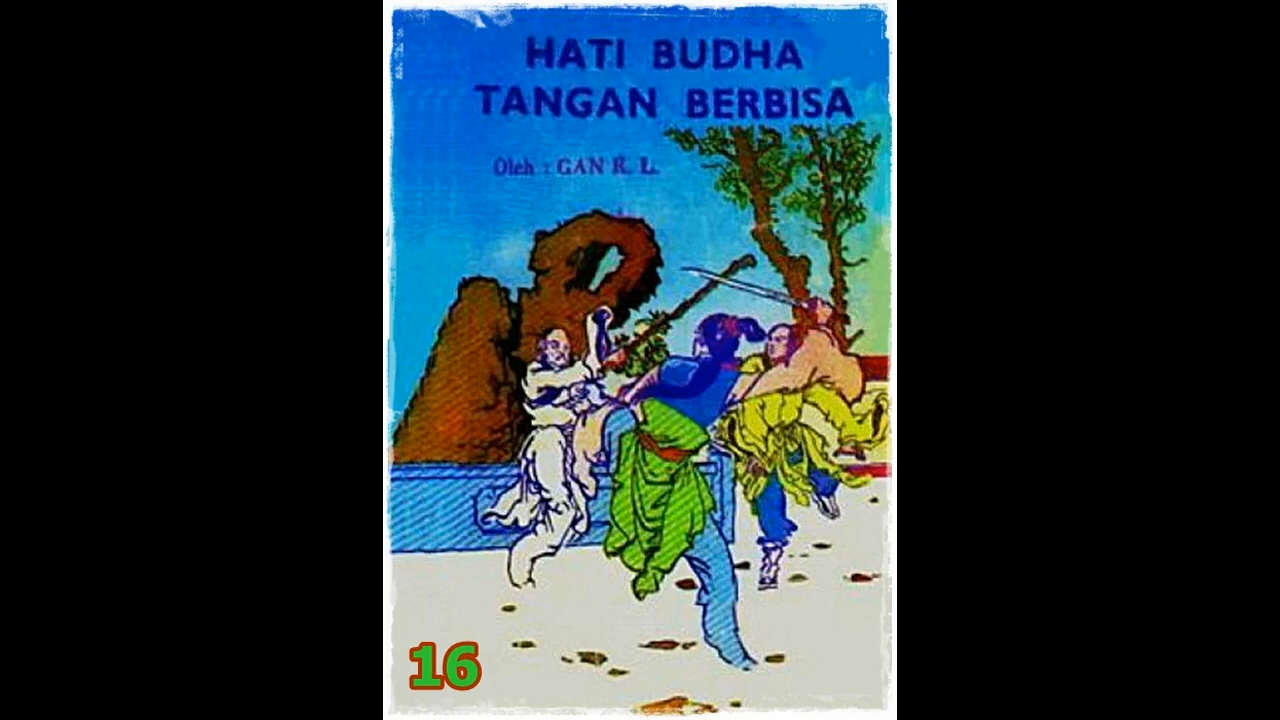 HATI BUDHA
TANGAN BERBISA
Oleh : GAN K. L.
16